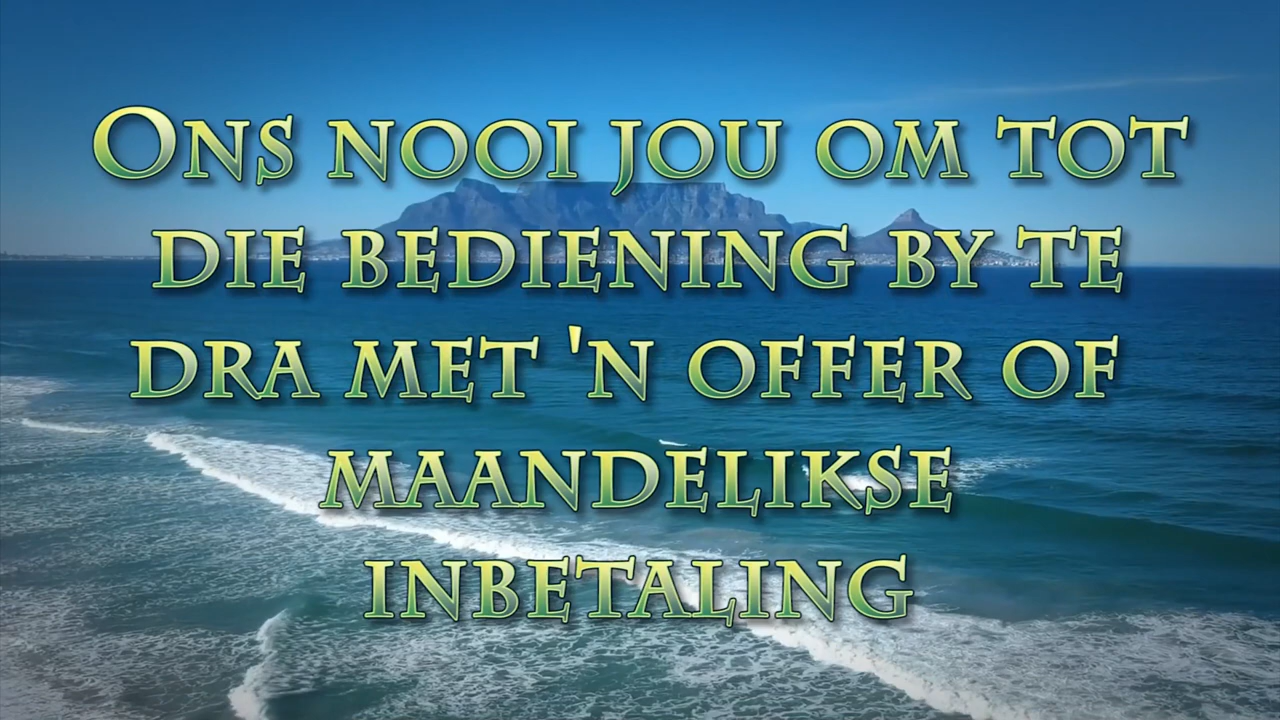 Ons nooi jou om tot
die bediening by te
dra met 'n offer of
maandelikse
inbetaling